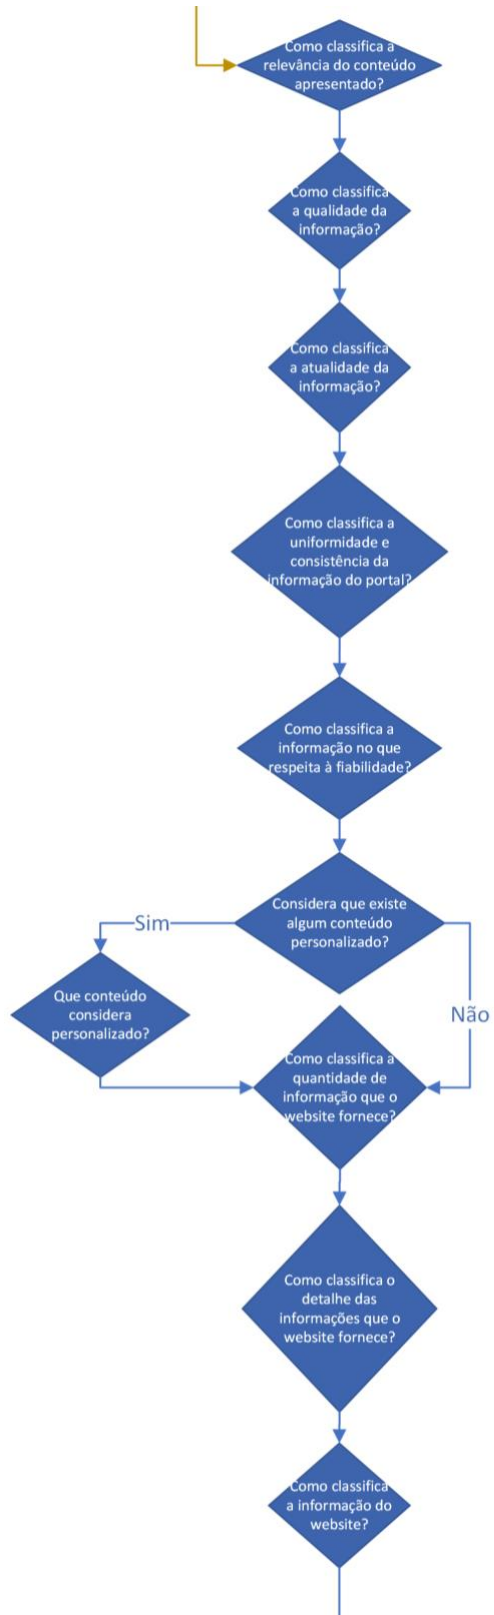 Como classifica a
relevância do conteúdo
apresentado?
Como classifica
a qualidade da
informação?
Como classifica
a atualidade da
informação?
Como classifica a
uniformidade e
consistência da
informação do portal?
Como classifica a
informação no que
respeita à fiabilidade?
Considera que existe
algum conteúdo
personalizado?
Sim
Não
Que conteúdo
considera
personalizado?
Como classifica a
quantidade de
informação que o
website fornece?
Como classifica o
detalhe das
informações que o
website fornece?
Como classifica
a informação do
website?